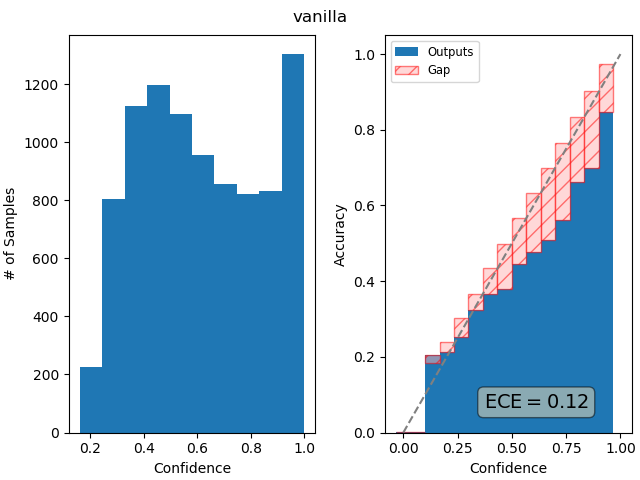 vanilla
# of Samples
1200
1000
800
600
400
200
0
0.2 0.4 0.6 0.8 1.0
Confidence
Outputs
Gap
Accuracy
1.0
0.8
0.6
0.4
0.2
0.0
ECE = 0.12
0.00 0.25 0.50 0.75 1.00
Confidence